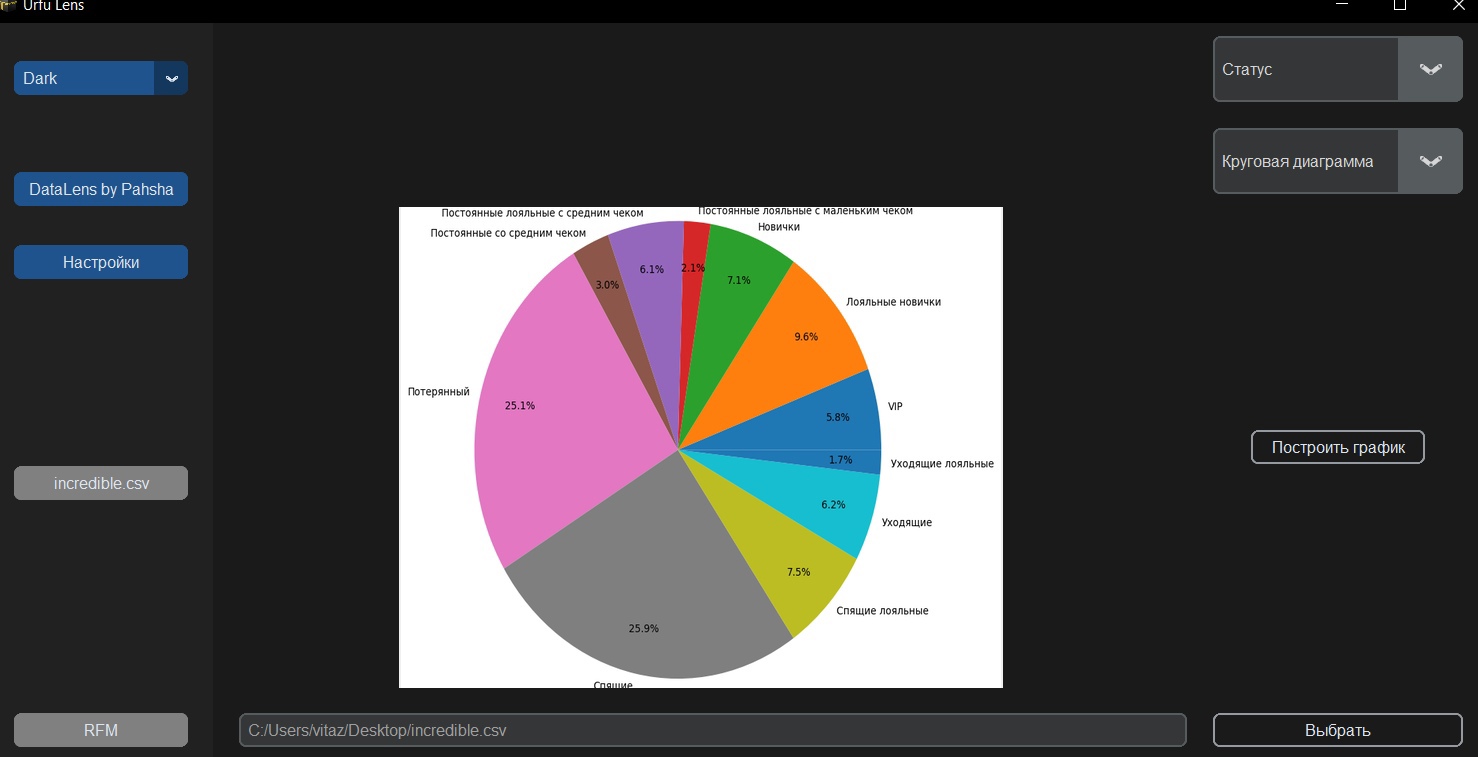 Urfu Lens
Dark
DataLens by Pahsha
Настройки
incredible.csv
RFM
Постоянные лояльные с средним чеком
Постоянные лояльные с маленьким чеком
Постоянные со средним чеком
Новички
6.1%
2.1%
7.1%
3.0%
Лояльные новички
9.6%
Потерянный
25.1%
VIP
5.8%
1.7%
Уходящие лояльные
6.2%
Уходящие
7.5%
Спящие лояльные
25.9%
Спящие
C:/Users/vitaz/Desktop/incredible.csv
Статус
Круговая диаграмма
Построить график
Выбрать